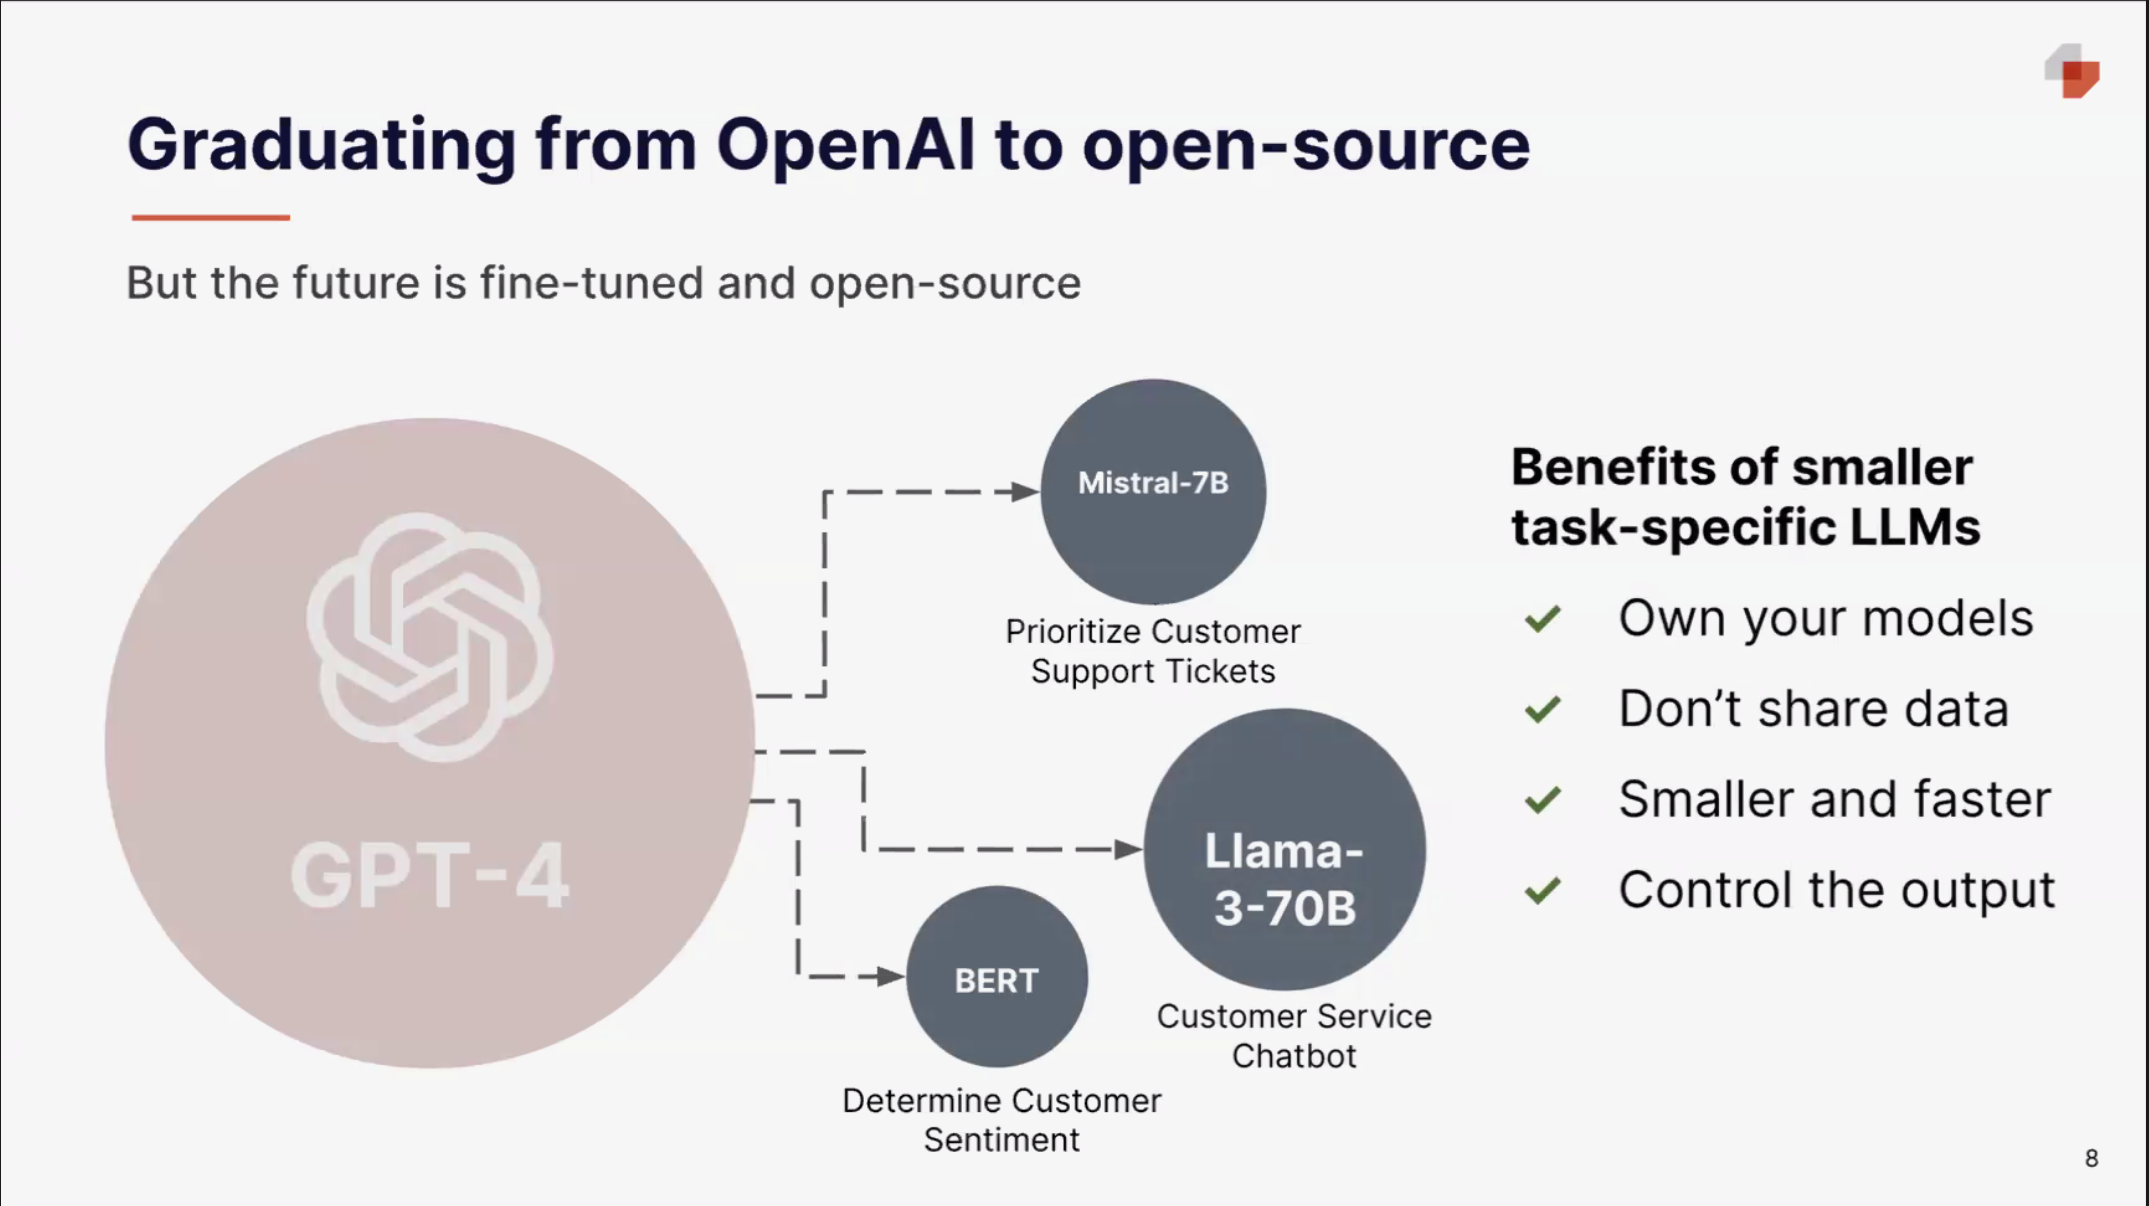 Graduating from OpenAI to open-source
But the future is fine-tuned and open-source
GPT-4
Mistral-7B
Prioritize Customer
Support Tickets
Llama-
3-70B
Customer Service
Chatbot
BERT
Determine Customer
Sentiment
Benefits of smaller
task-specific LLMs
Own your models
Don’t share data
Smaller and faster
Control the output
8